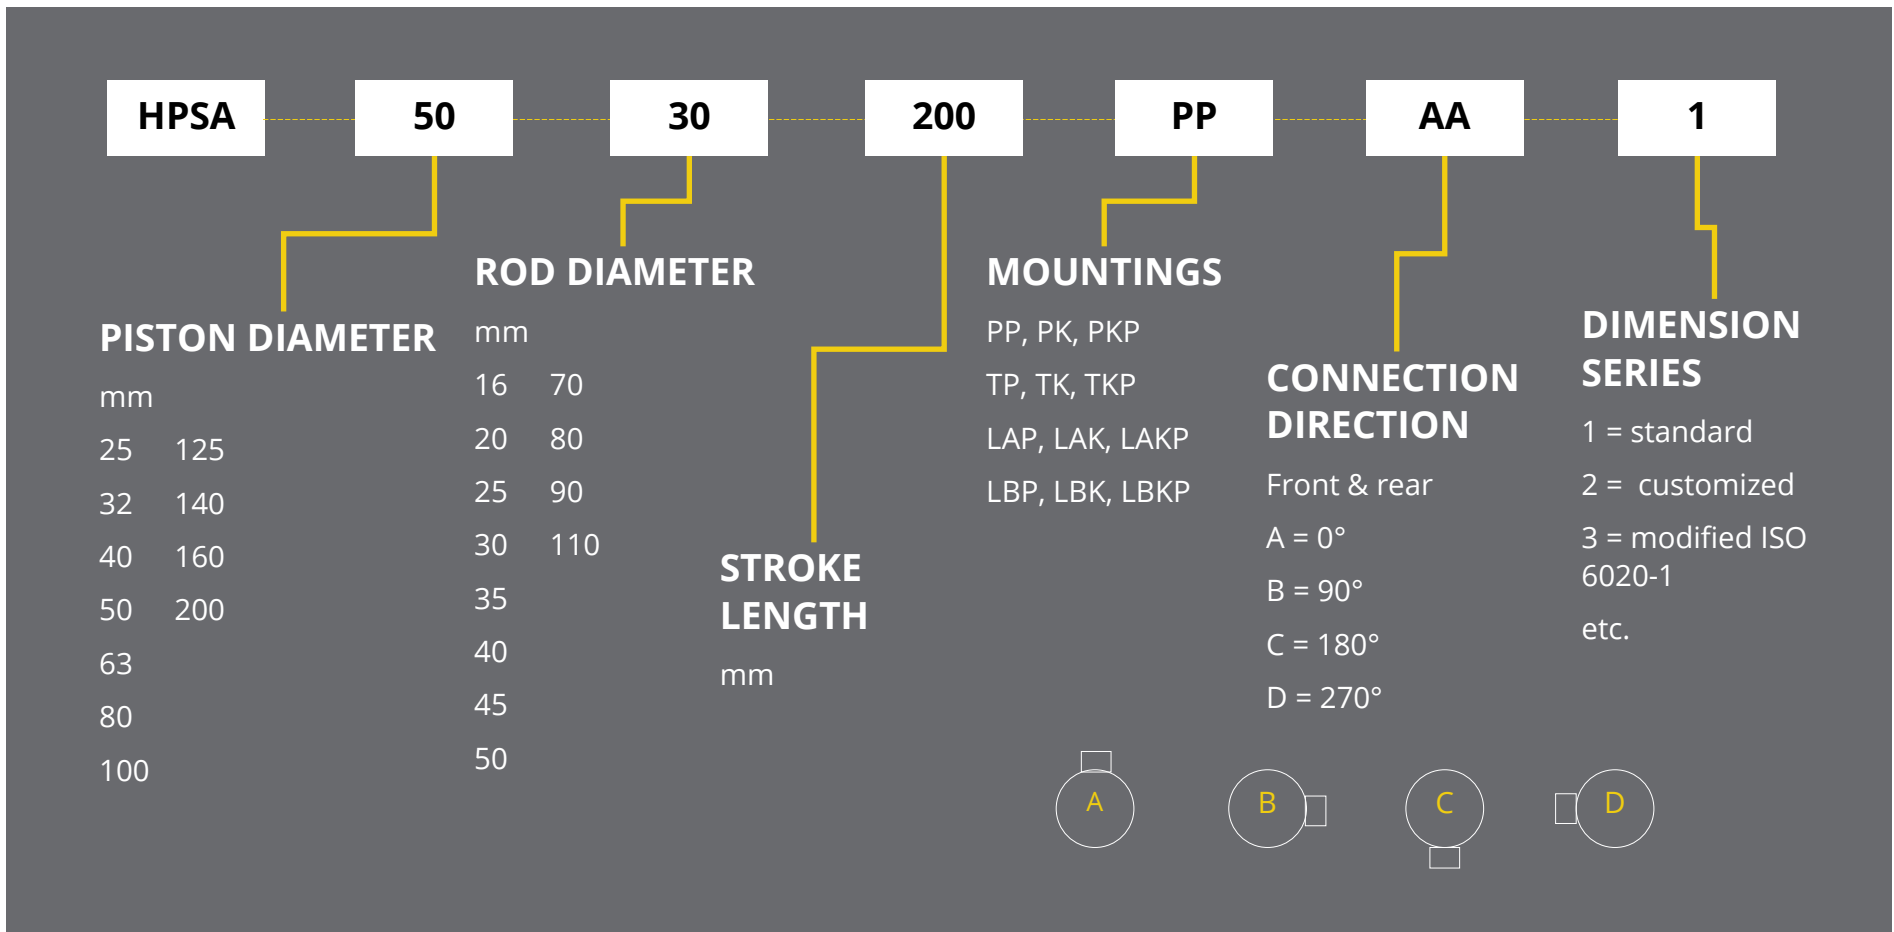 HPSA 50 30 200 PP AA 1
PISTON DIAMETER
mm
25 125
32 140
40 160
50 200
63
80
100
ROD DIAMETER
mm
16 70
20 80
25 90
30 110
35
40
45
50
STROKE
LENGTH
mm
MOUNTINGS
PP, PK, PKP
TP, TK, TKP
LAP, LAK, LAKP
LBP, LBK, LBKP
CONNECTION
DIRECTION
Front & rear
A = 0°
B = 90°
C = 180°
D = 270°
DIMENSION
SERIES
1 = standard
2 = customized
3 = modified ISO
6020-1
etc.
A B C D